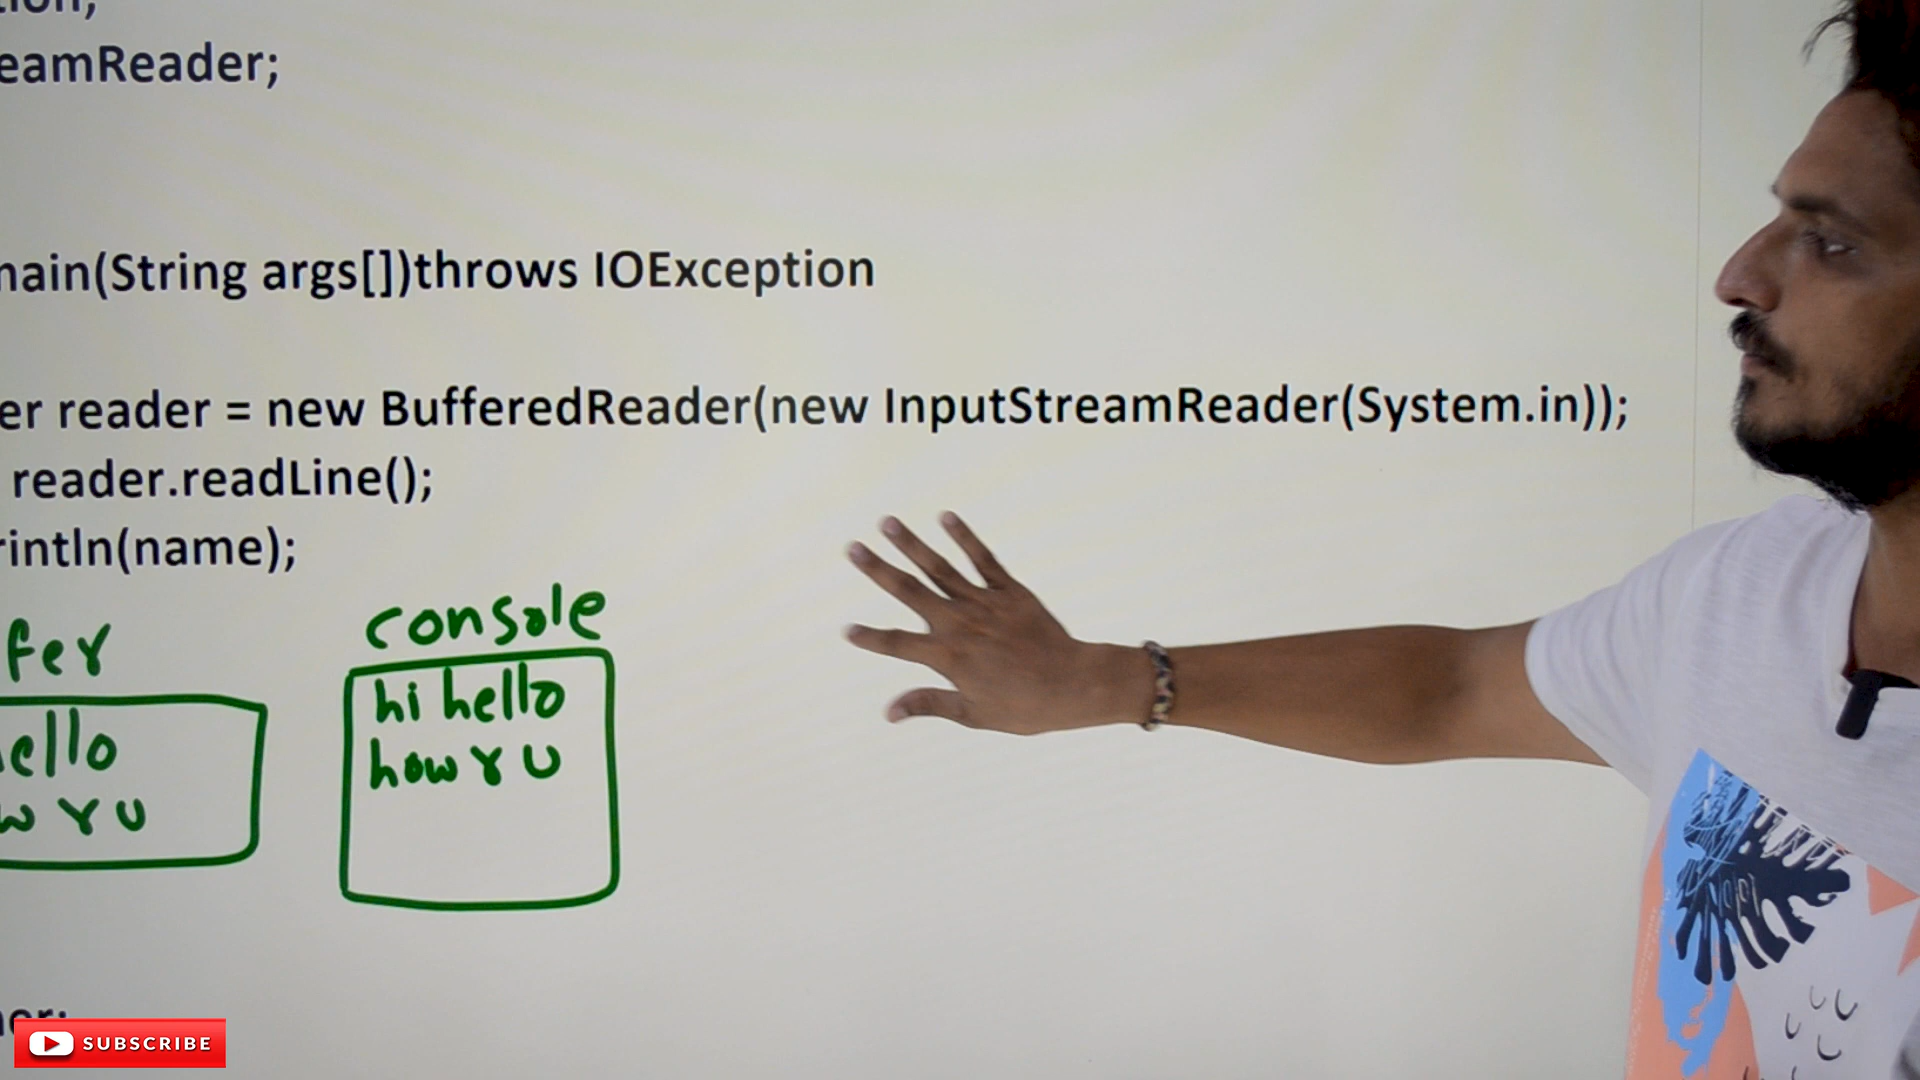 eamReader;
main(String args[])throws IOException
er reader = new BufferedReader(new InputStreamReader(System.in));
reader.readLine();
rintln(name);
fer
console
ello
hi hello
w r u
how r u
SUBSCRIBE